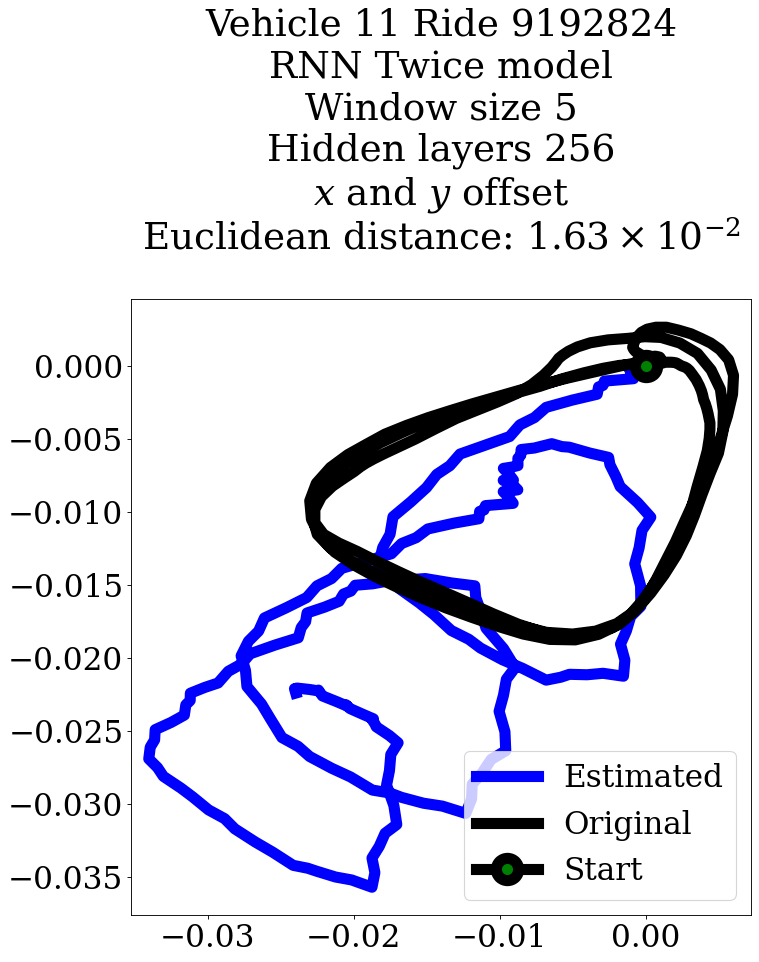 Vehicle 11 Ride 9192824
RNN Twice model
Window size 5
Hidden layers 256
x and y offset
Euclidean distance: 1.63 × 10⁻²
0.000
−0.005
−0.010
−0.015
−0.020
−0.025
−0.030
−0.035
Estimated
Original
Start
−0.03 −0.02 −0.01 0.00